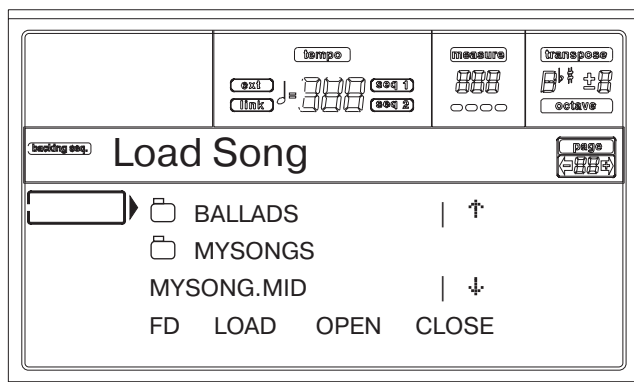 tempo
measure
transpose
ext
seq 1
link
seq 2
octave
backing seq.
Load Song
page
BALLADS
MYSONGS
MYSONG.MID
FD LOAD OPEN CLOSE